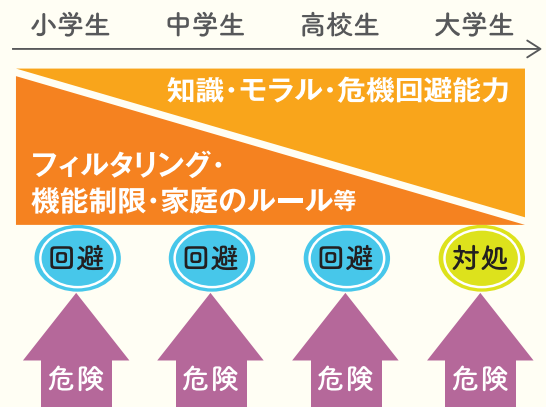 小学生 中学生 高校生 大学生
知識・モラル・危機回避能力
フィルタリング・
機能制限・家庭のルール等
回避 回避 回避 対処
危険 危険 危険 危険